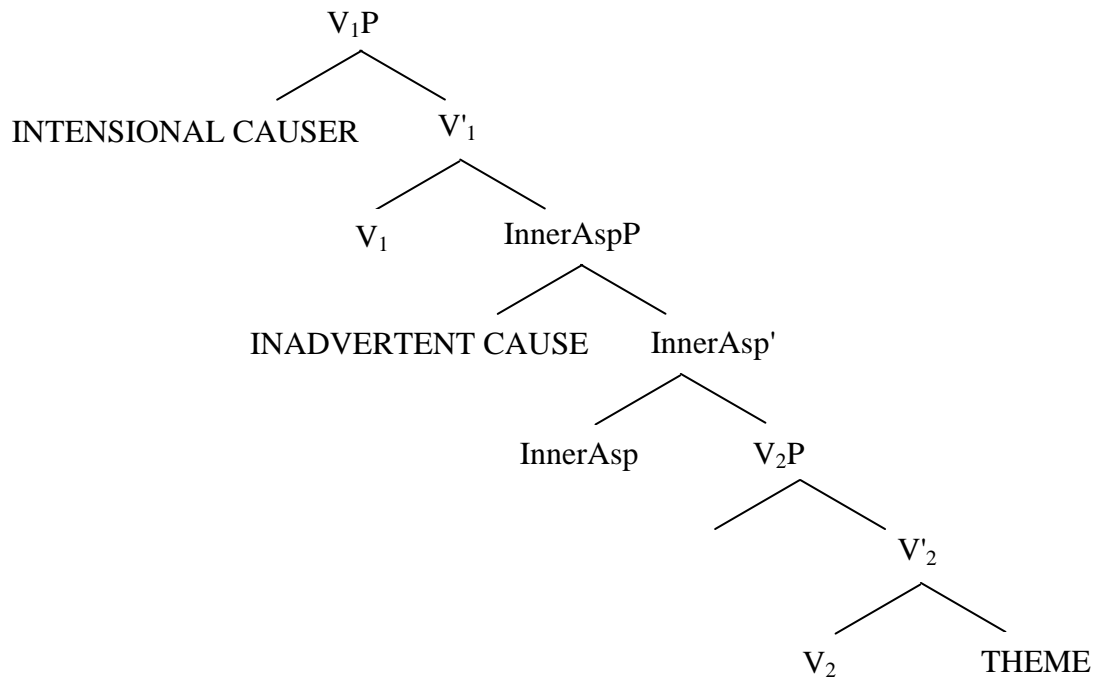 V₁P
INTENSIONAL CAUSER V'₁
V₁ InnerAspP
INADVERTENT CAUSE InnerAsp'
InnerAsp V₂P
V'₂
V₂ THEME